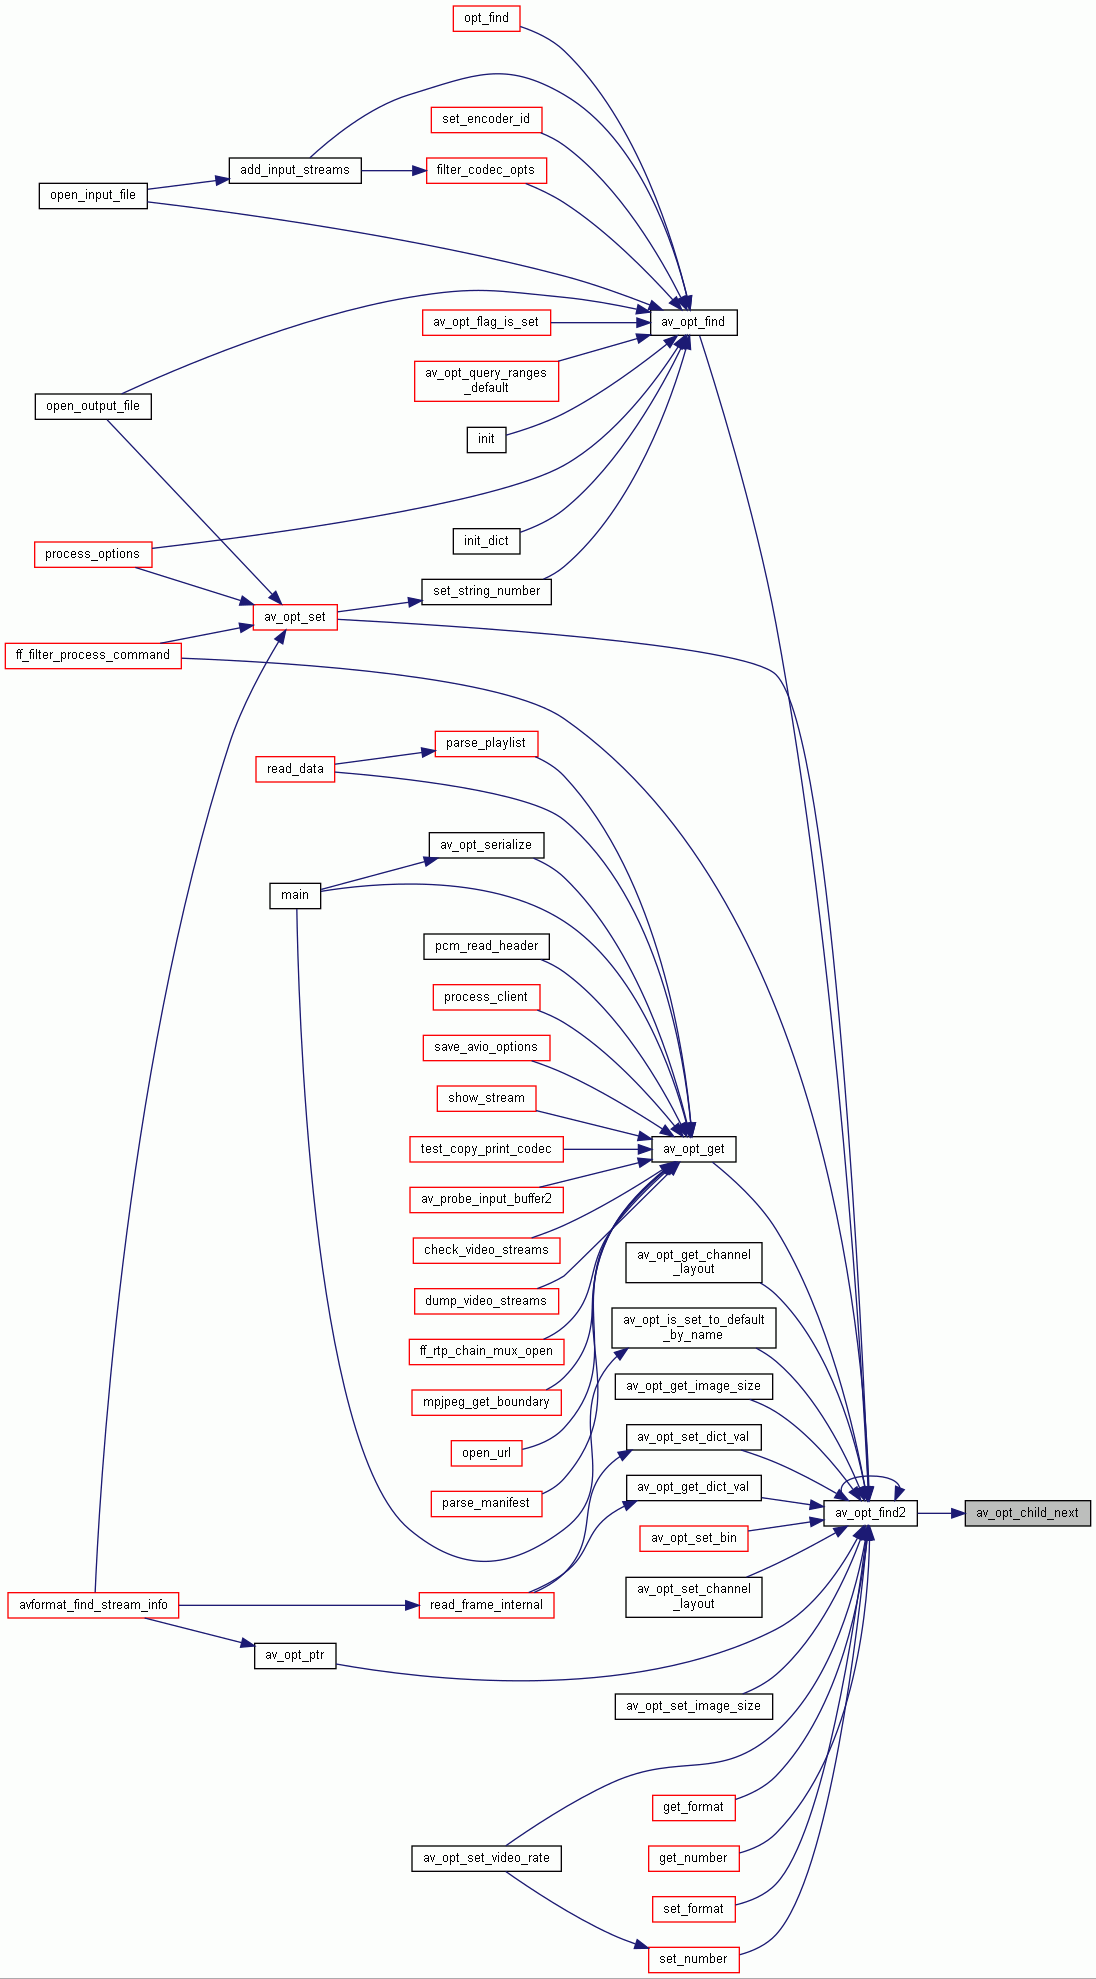 opt_find
set_encoder_id
add_input_streams
filter_codec_opts
open_input_file
av_opt_flag_is_set
av_opt_find
av_opt_query_ranges
_default
open_output_file
init
init_dict
process_options
set_string_number
av_opt_set
ff_filter_process_command
parse_playlist
read_data
av_opt_serialize
main
pcm_read_header
process_client
save_avio_options
show_stream
test_copy_print_codec
av_opt_get
av_probe_input_buffer2
check_video_streams
av_opt_get_channel
_layout
dump_video_streams
av_opt_is_set_to_default
_by_name
ff_rtp_chain_mux_open
av_opt_get_image_size
mpjpeg_get_boundary
av_opt_set_dict_val
open_url
av_opt_get_dict_val
parse_manifest
av_opt_find2
av_opt_child_next
av_opt_set_bin
av_opt_set_channel
_layout
avformat_find_stream_info
read_frame_internal
av_opt_ptr
av_opt_set_image_size
get_format
av_opt_set_video_rate
get_number
set_format
set_number